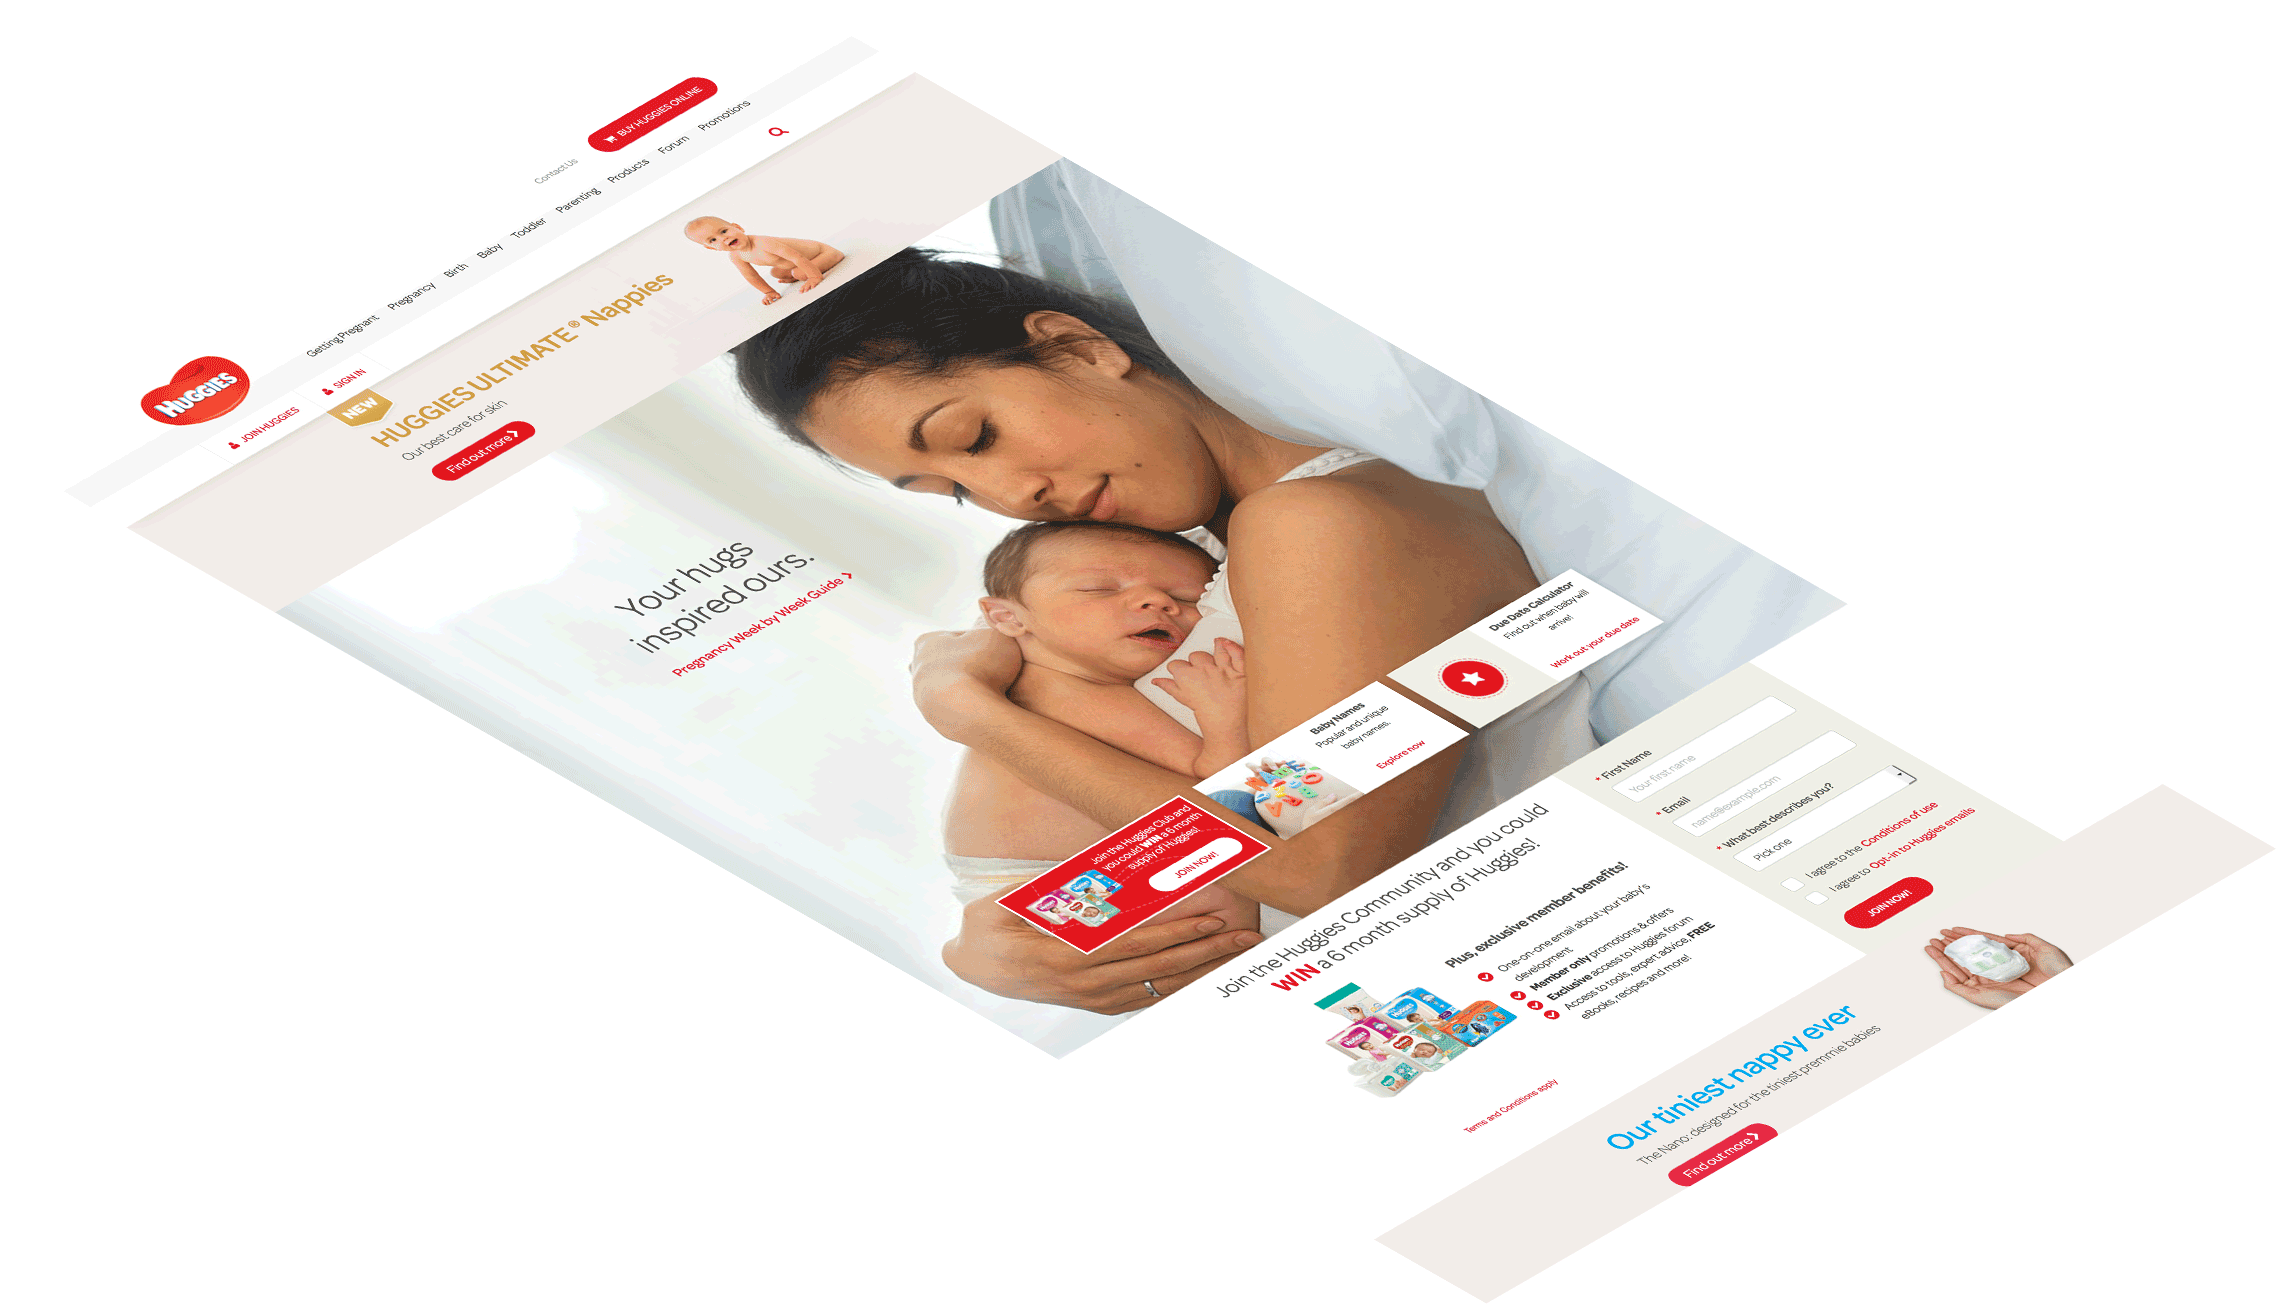 BUY HUGGIES ONLINE
Contact Us
HUGGIES
Getting Pregnant Pregnancy Birth Baby Toddler Parenting Products Forum Promotions
JOIN HUGGIES SIGN IN
NEW
HUGGIES ULTIMATE® Nappies
Our best care for skin
Find out more
Your hugs
inspired ours.
Pregnancy Week by Week Guide
Join the Huggies Club and
you could WIN a 6 month
supply of Huggies!
JOIN NOW!
Baby Names
Popular and unique
baby names.
Explore now
Due Date Calculator
Find out when baby will
arrive!
Work out your due date
Join the Huggies Community and you could
WIN a 6 month supply of Huggies!
Plus, exclusive member benefits!
One-on-one email about your baby's
development
Member only promotions & offers
Exclusive access to Huggies forum
Access to tools, expert advice, FREE
eBooks, recipes and more!
Terms and Conditions apply
* First Name
Your first name
* Email
name@example.com
* What best describes you?
Pick one
I agree to the Conditions of use
I agree to Opt-in to Huggies emails
JOIN NOW!
Our tiniest nappy ever
The Nano: designed for the tiniest premmie babies
Find out more